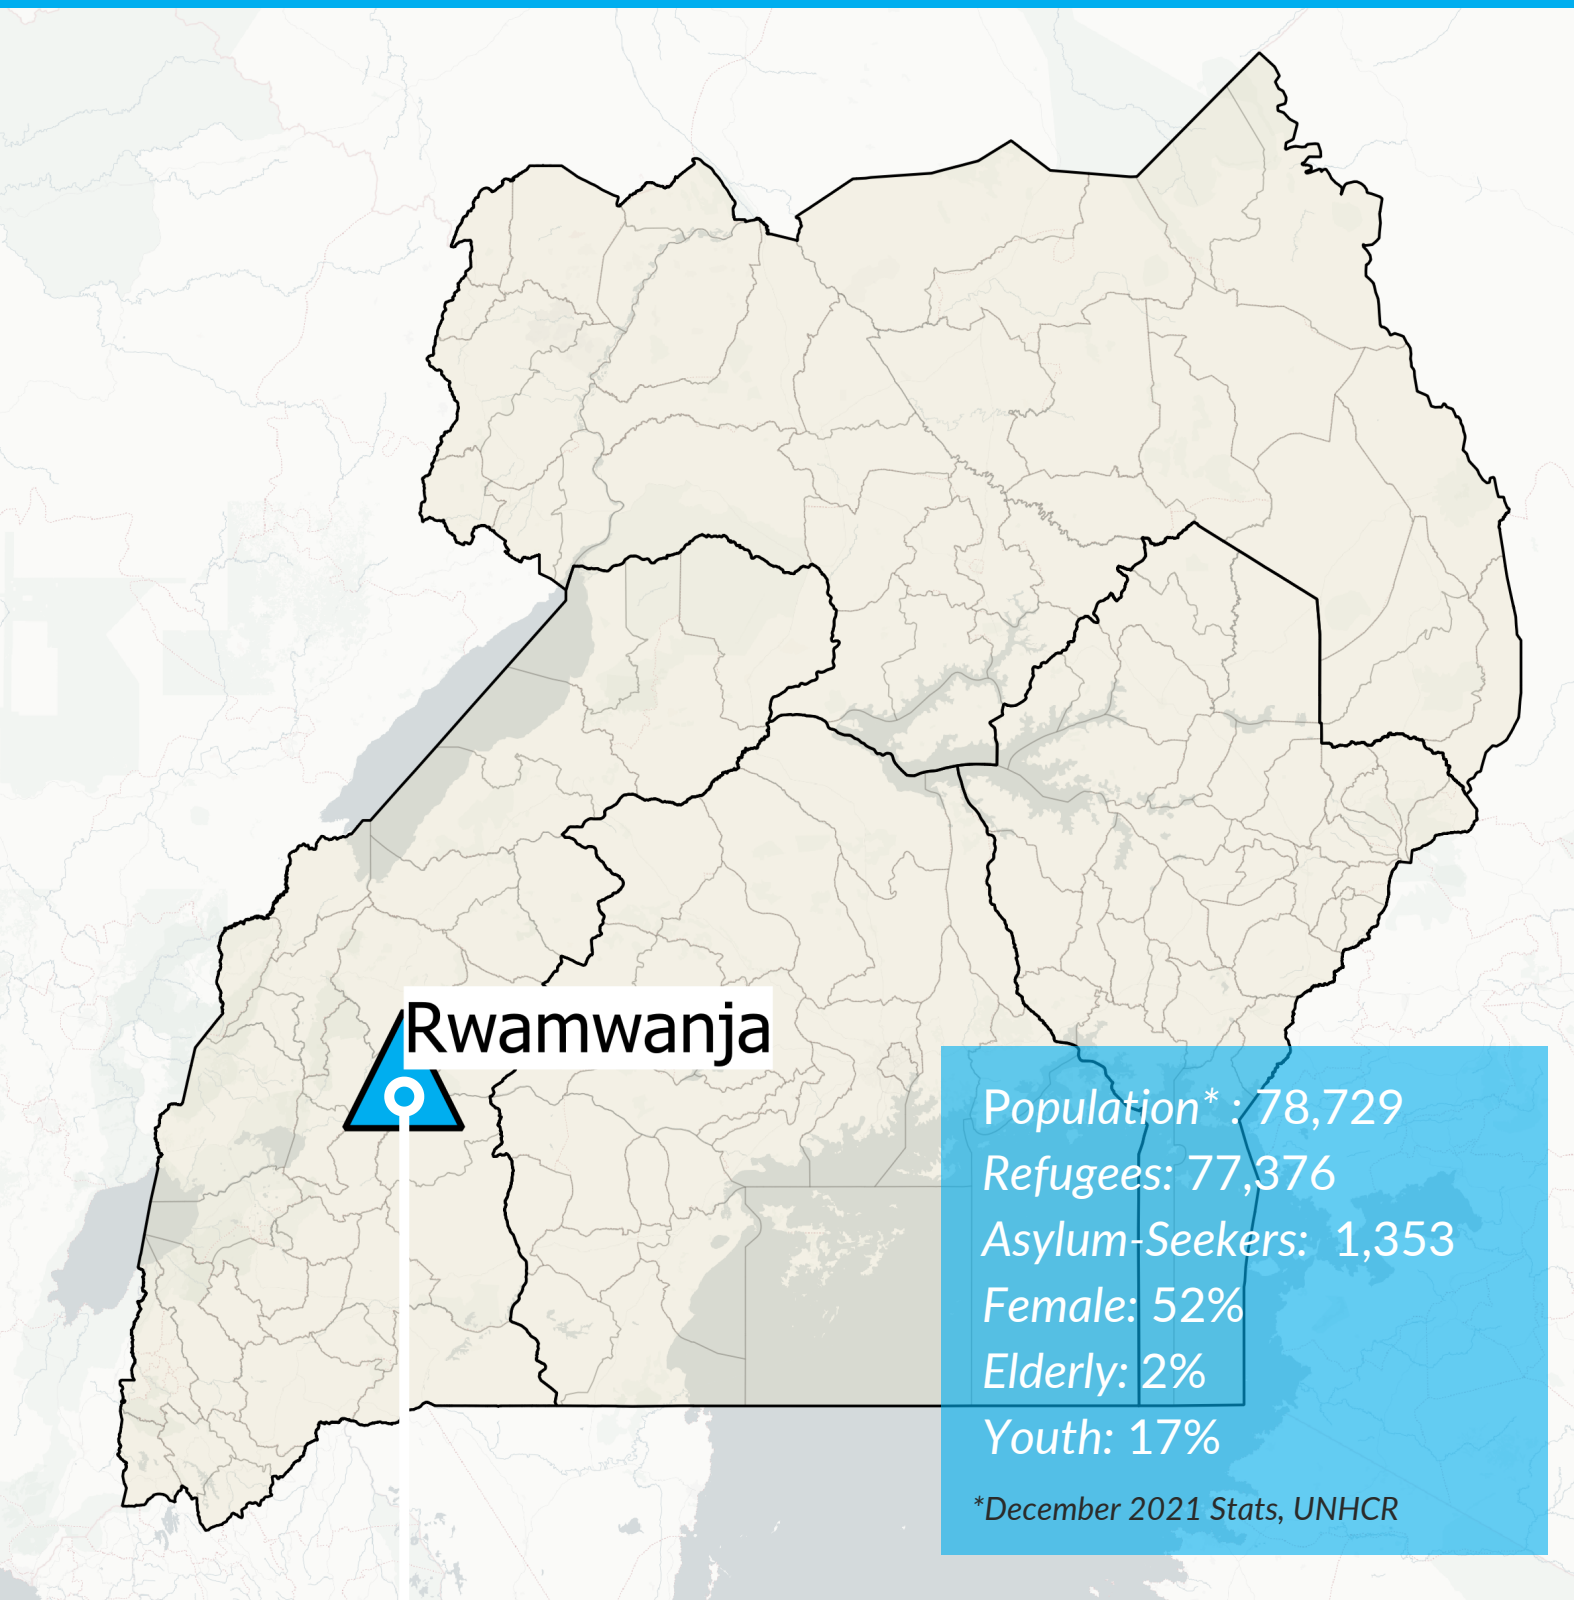 Rwamwanja
Population* : 78,729
Refugees: 77,376
Asylum-Seekers: 1,353
Female: 52%
Elderly: 2%
Youth: 17%
*December 2021 Stats, UNHCR